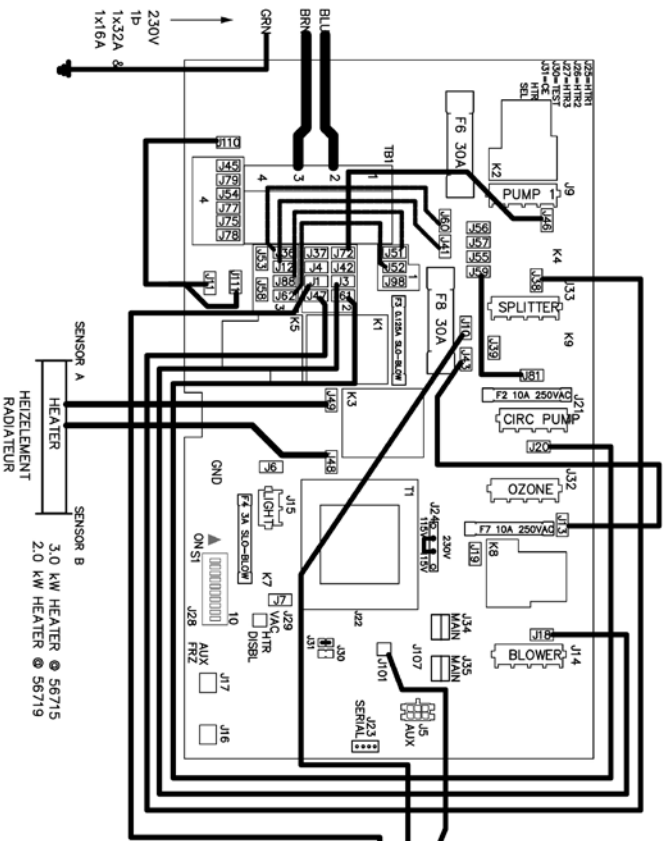 230V
1Þ
1x32A &
1x16A
GRN
BRN
BLU
J25=HTR1
J26=HTR2
J27=HTR3
J30=TEST
J31=CE
HTR
SEL
K2
F6 30A
PUMP 1
J9
J46
K4
J33
J38
SPLITTER
K9
J56
J57
J55
J59
J60
J41
J110
TB1
4
3
2
1
J45
J79
J54
J77
J75
J78
4
J53
J36
J37
J72
J51
J12
J4
J42
J52
J58
J88
J1
J3
J98
1
J62
J47
J61
3
2
J11
J111
K5
K1
F3 0.125A SLO-BLOW
F8 30A
J10
J43
J39
J81
F2 10A 250VAC
J21
CIRC PUMP
J20
K3
J49
J48
SENSOR A
HEATER
HEIZELEMENT
RADIATEUR
SENSOR B
3.0 kW HEATER @ 56715
2.0 kW HEATER @ 56719
GND
J6
J15
LIGHT
F4 3A SLO-BLOW
K7
ON
S1
10
J28
J7
J29
VAC
HTR
DISBL
T1
J22
J24
115V
230V
115V
J32
OZONE
F7 10A 250VAC
J13
J19
K8
J18
J14
BLOWER
J31
J30
J34
MAIN
J35
MAIN
J107
J101
J5
AUX
J23
SERIAL
AUX
FRZ
J17
J16